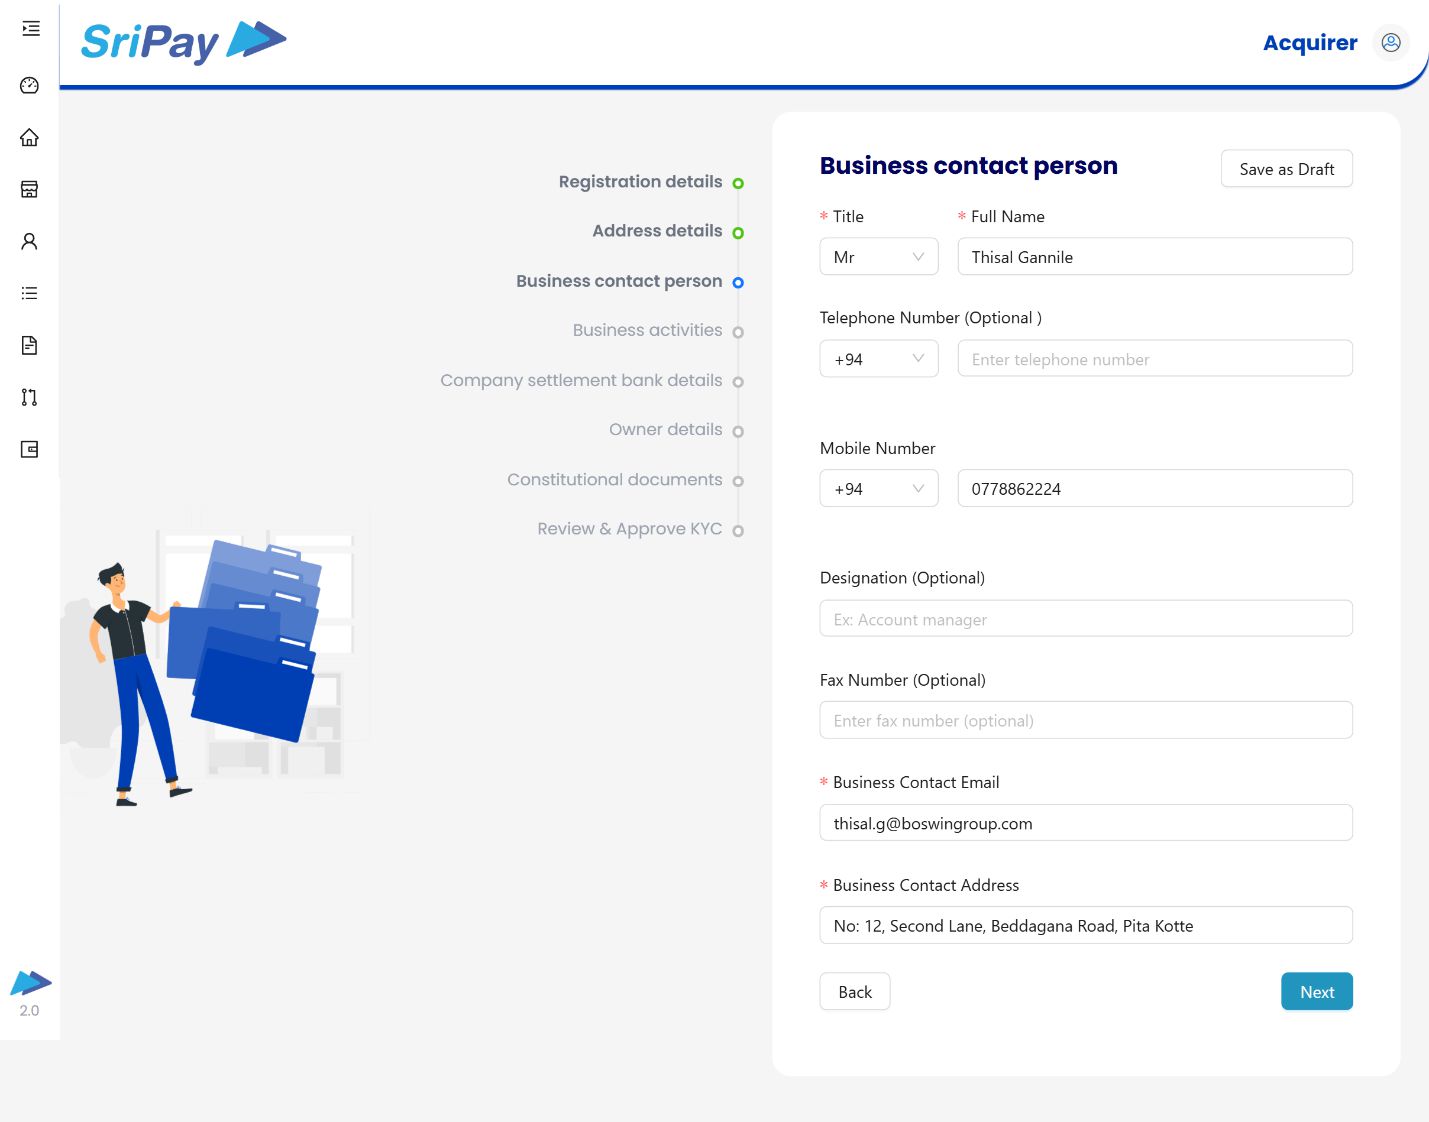 SriPay
Acquirer
Registration details
Address details
Business contact person
Business activities
Company settlement bank details
Owner details
Constitutional documents
Review & Approve KYC
2.0
Business contact person
Save as Draft
* Title
* Full Name
Mr
Thisal Gannile
Telephone Number (Optional )
+94
Enter telephone number
Mobile Number
+94
0778862224
Designation (Optional)
Ex: Account manager
Fax Number (Optional)
Enter fax number (optional)
* Business Contact Email
thisal.g@boswingroup.com
* Business Contact Address
No: 12, Second Lane, Beddagana Road, Pita Kotte
Back
Next